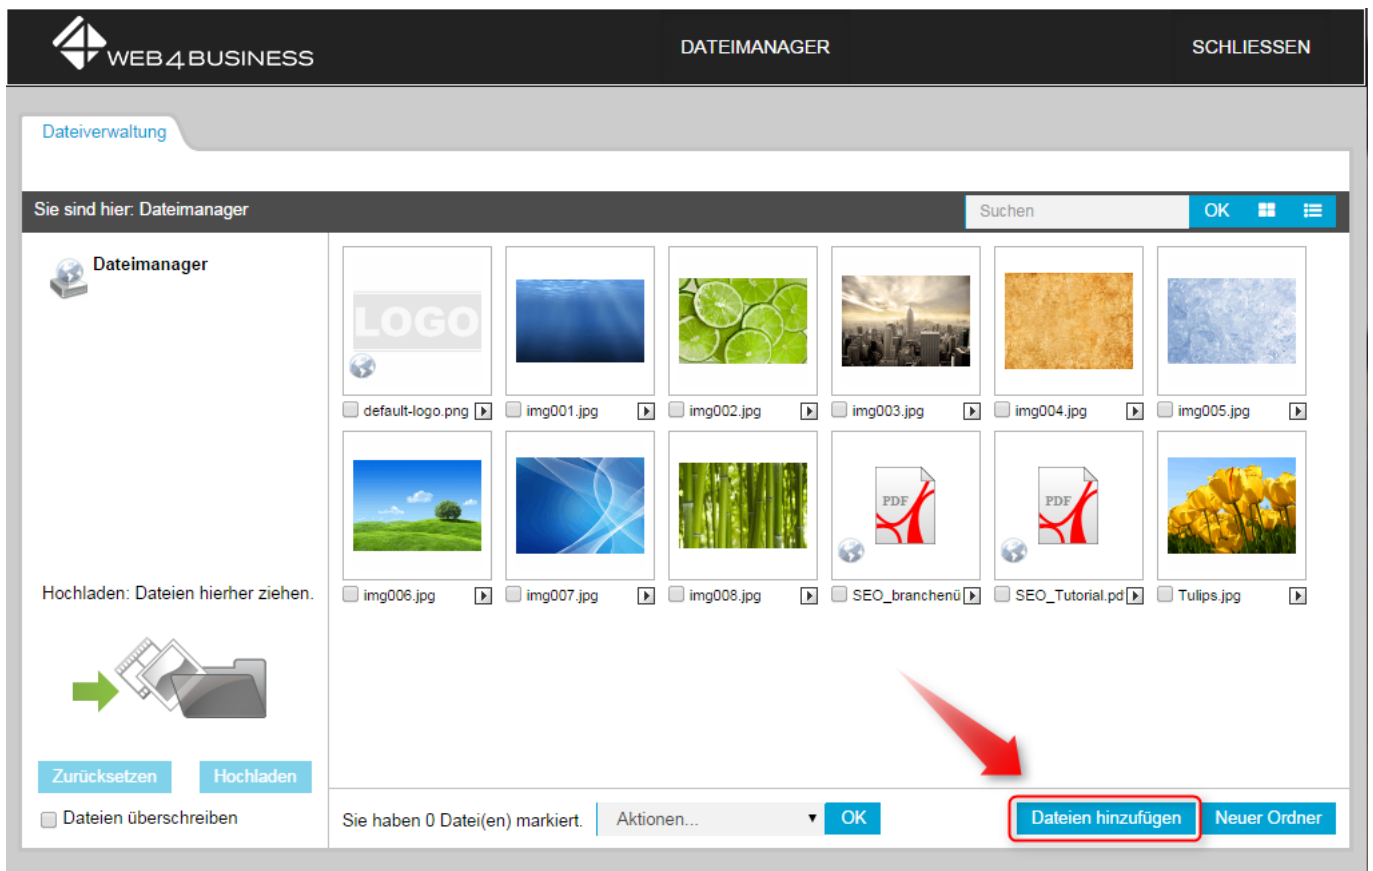 WEB4BUSINESS
DATEIMANAGER
SCHLIESSEN
Dateiverwaltung
Sie sind hier: Dateimanager
Suchen
OK
Dateimanager
LOGO
default-logo.png
img001.jpg
img002.jpg
img003.jpg
img004.jpg
img005.jpg
PDF
PDF
img006.jpg
img007.jpg
img008.jpg
SEO_branchenü
SEO_Tutorial.pd
Tulips.jpg
Hochladen: Dateien hierher ziehen.
Zurücksetzen
Hochladen
Dateien überschreiben
Sie haben 0 Datei(en) markiert.
Aktionen...
OK
Dateien hinzufügen
Neuer Ordner